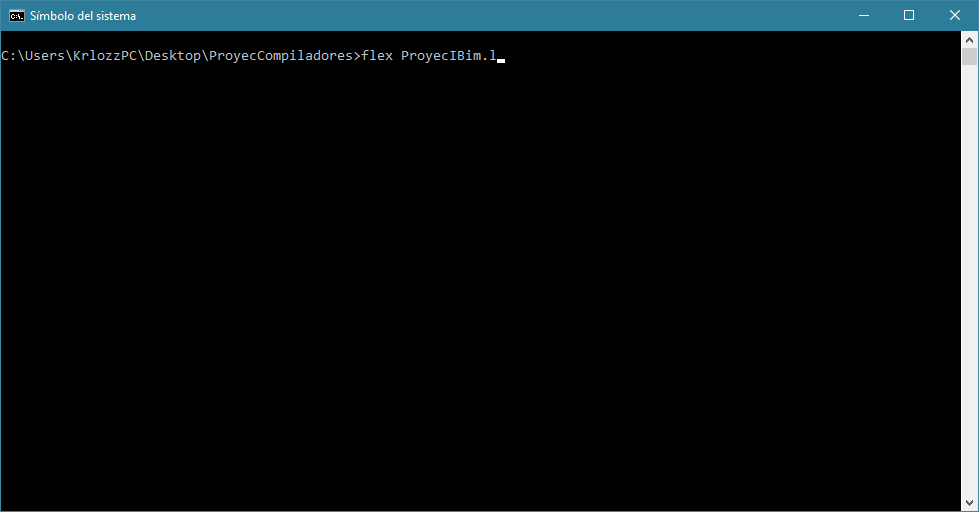 Símbolo del sistema
C:\Users\KrlozzPC\Desktop\ProyecCompiladores>flex ProyecIBim.l